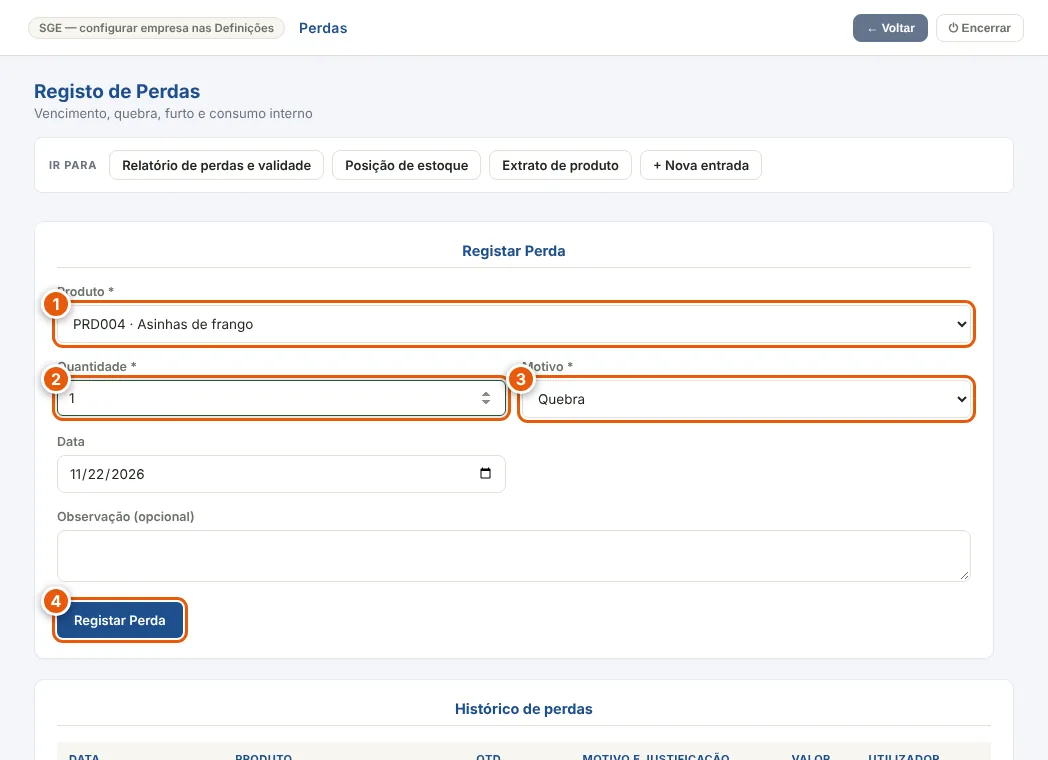 SGE — configurar empresa nas Definições Perdas ← Voltar Encerrar
Registo de Perdas
Vencimento, quebra, furto e consumo interno
IR PARA Relatório de perdas e validade Posição de estoque Extrato de produto + Nova entrada
Registar Perda
Produto *
1
PRD004 · Asinhas de frango
Quantidade * Motivo *
2 3
1 Quebra
Data
11/22/2026
Observação (opcional)
4
Registar Perda
Histórico de perdas
DATA PRODUTO QTD MOTIVO E JUSTIFICAÇÃO VALOR UTILIZADOR